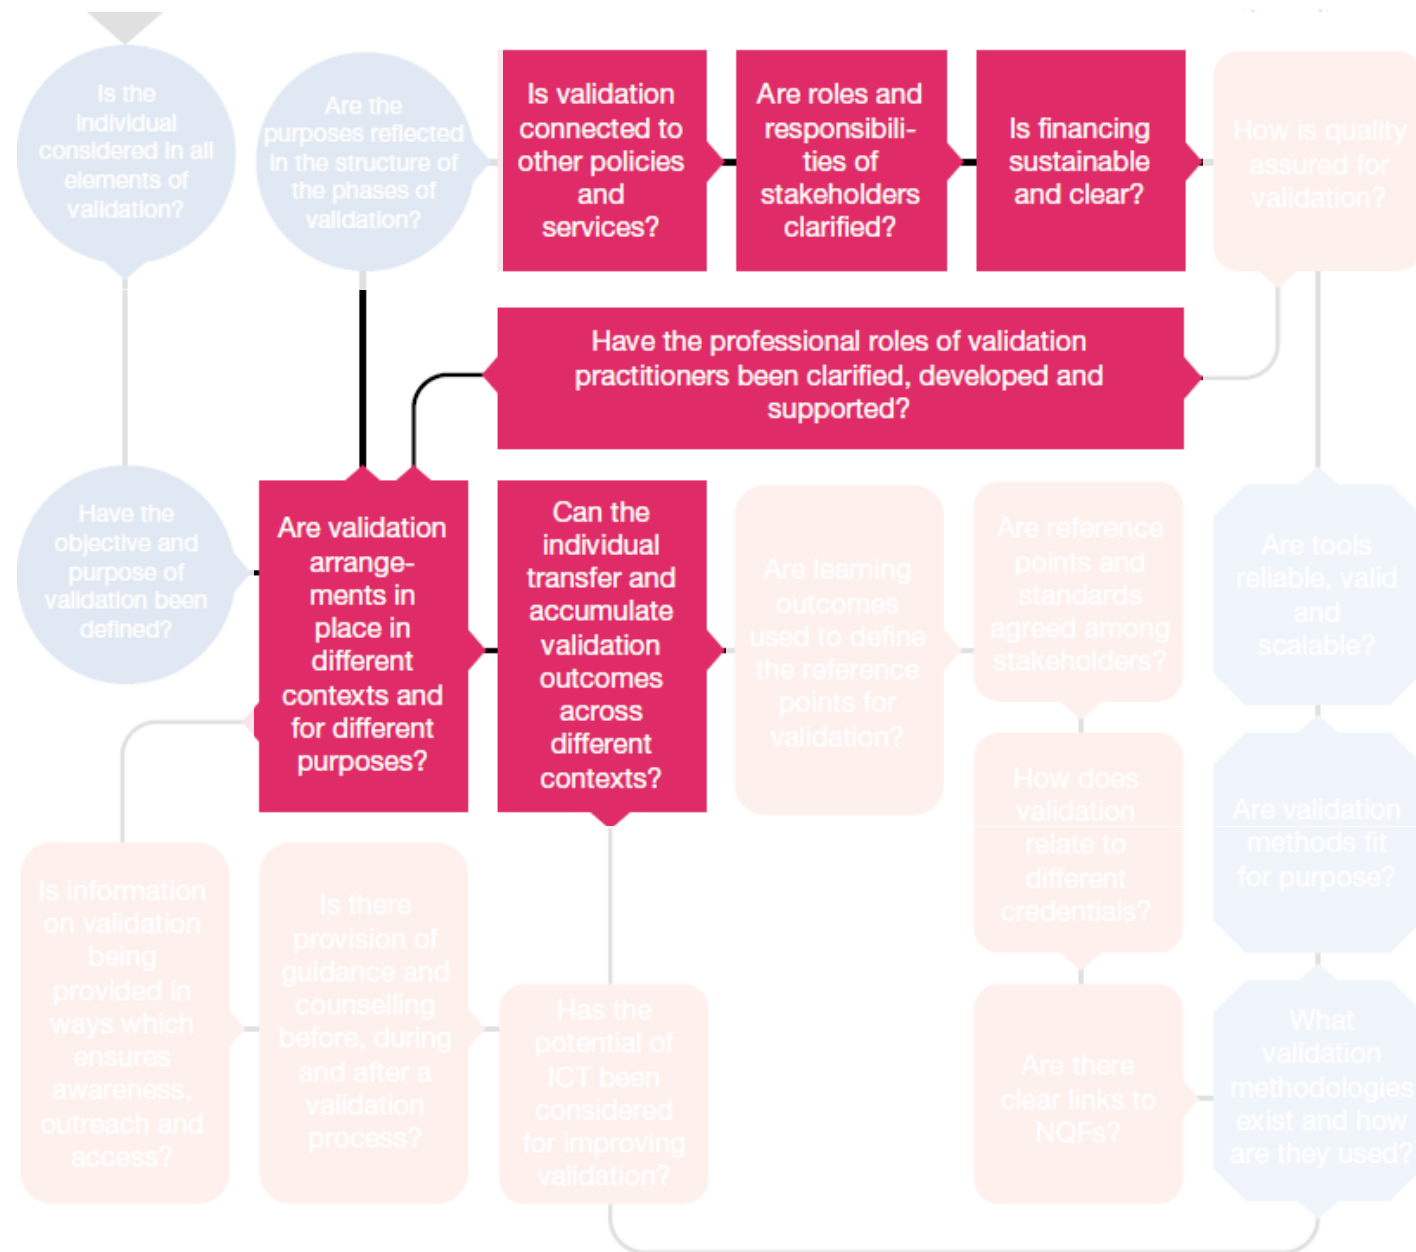 Is the
individual
considered in all
elements of
validation?
Are the
purposes reflected
in the structure of
the phases of
validation?
Is validation
connected to
other policies
and
services?
Are roles and
responsibili-
ties of
stakeholders
clarified?
Is financing
sustainable
and clear?
How is quality
assured for
validation?
Have the professional roles of validation
practitioners been clarified, developed and
supported?
Have the
objective and
purpose of
validation been
defined?
Are validation
arrange-
ments in
place in
different
contexts and
for different
purposes?
Can the
individual
transfer and
accumulate
validation
outcomes
across
different
contexts?
Are learning
outcomes
used to define
the reference
points for
validation?
Are reference
points and
standards
agreed among
stakeholders?
Are tools
reliable, valid
and
scalable?
How does
validation
relate to
different
credentials?
Are validation
methods fit
for purpose?
Is information
on validation
being
provided in
ways which
ensures
awareness,
outreach and
access?
Is there
provision of
guidance and
counselling
before, during
and after a
validation
process?
Has the
potential of
ICT been
considered
for improving
validation?
Are there
clear links to
NQFs?
What
validation
methodologies
exist and how
are they used?